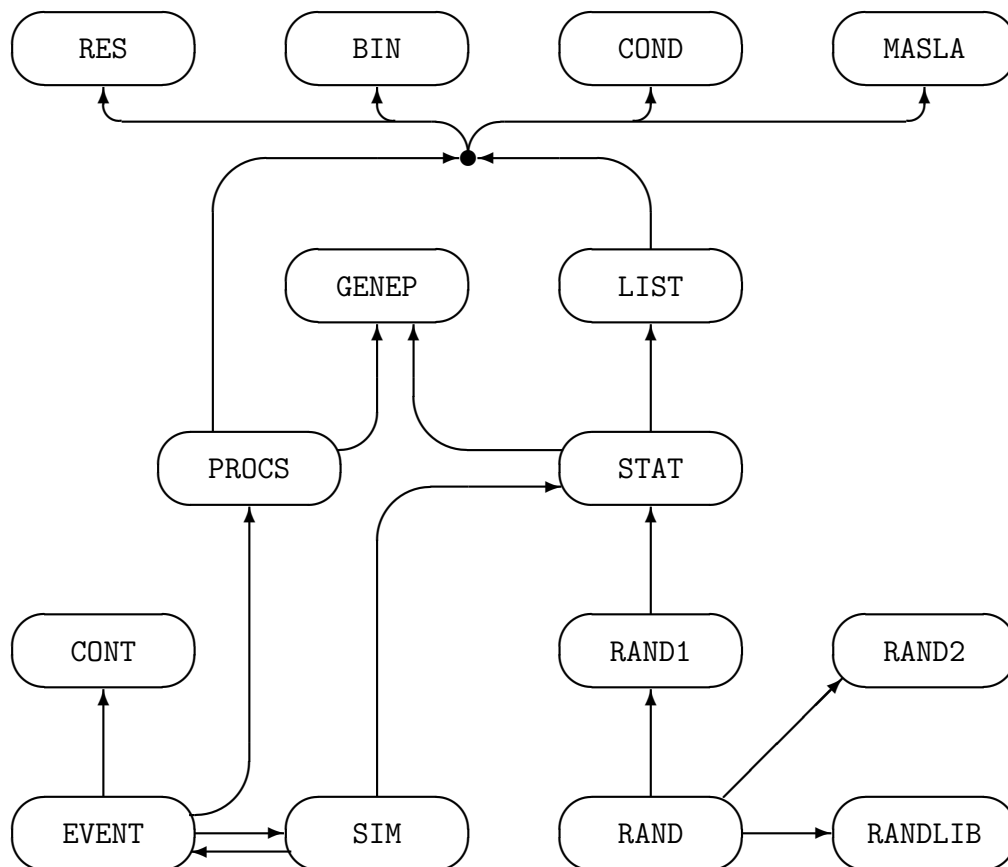 RES BIN COND MASLA
GENEP LIST
PROCS STAT
CONT RAND1 RAND2
EVENT SIM RAND RANDLIB